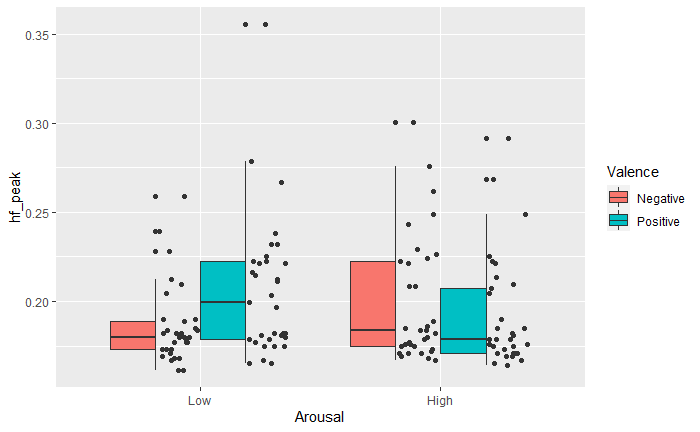 0.35
0.30
0.25
0.20
hf_peak
Low
High
Arousal
Valence
Negative
Positive